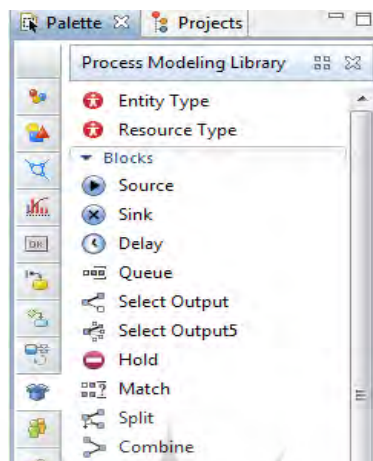 Palette Projects
Process Modeling Library
Entity Type
Resource Type
Blocks
Source
Sink
Delay
Queue
Select Output
Select Output5
Hold
Match
Split
Combine